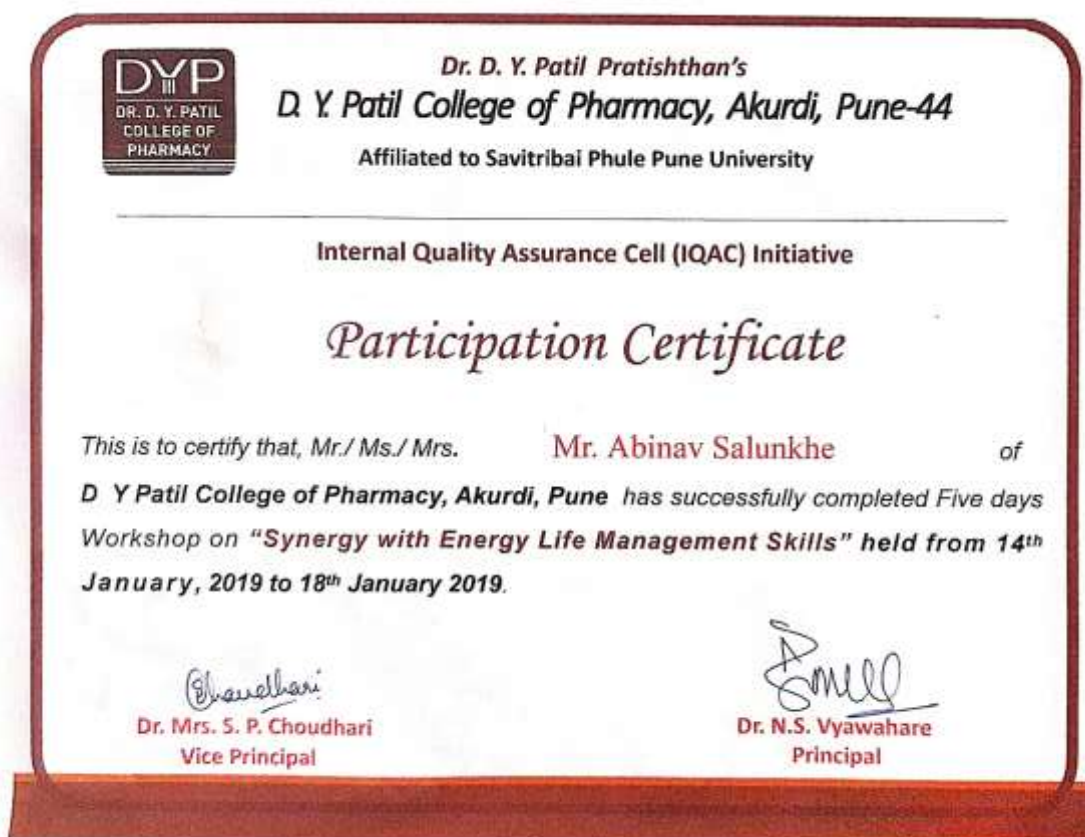 DYP
DR. D. Y. PATIL
COLLEGE OF
PHARMACY
Dr. D. Y. Patil Pratishthan's
D. Y. Patil College of Pharmacy, Akurdi, Pune-44
Affiliated to Savitribai Phule Pune University
Internal Quality Assurance Cell (IQAC) Initiative
Participation Certificate
This is to certify that, Mr./ Ms./ Mrs. Mr. Abinav Salunkhe of
D Y Patil College of Pharmacy, Akurdi, Pune has successfully completed Five days
Workshop on “Synergy with Energy Life Management Skills” held from 14th
January, 2019 to 18th January 2019.
Dr. Mrs. S. P. Choudhari
Vice Principal
Dr. N.S. Vyawahare
Principal